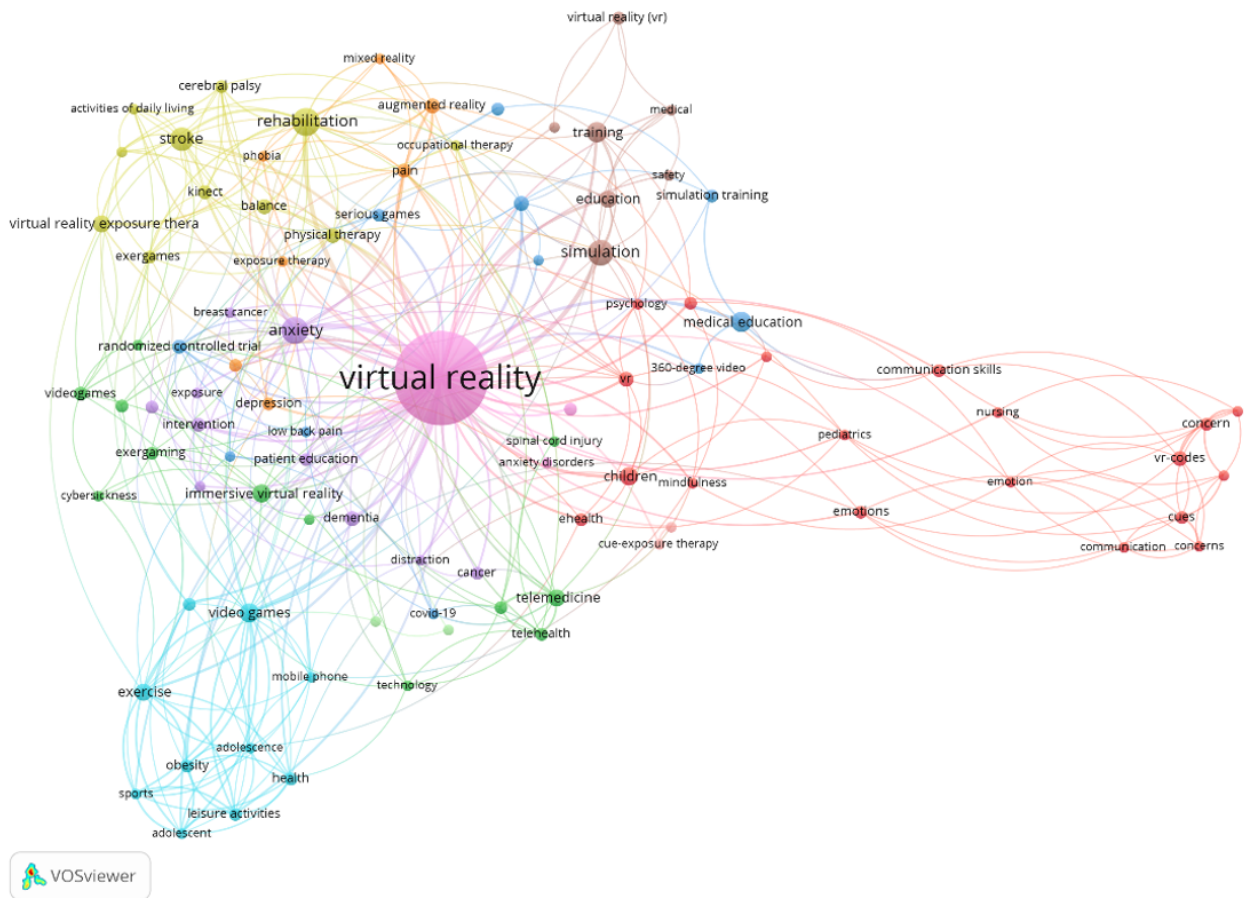 virtual reality (vr)
mixed reality
cerebral palsy
activities of daily living
augmented reality
medical
rehabilitation
training
stroke
occupational therapy
phobia
pain
safety
kinect
education
simulation training
balance
serious games
virtual reality exposure thera
physical therapy
simulation
exergames
exposure therapy
psychology
breast cancer
anxiety
medical education
randomized controlled trial
360-degree video
communication skills
virtual reality
vr
videogames
exposure
depression
nursing
intervention
low back pain
concern
pediatrics
spinal cord injury
exergaming
patient education
anxiety disorders
vr-codes
children
mindfulness
emotion
cybersickness
immersive virtual reality
dementia
ehealth
emotions
cues
cue-exposure therapy
communication
concerns
distraction
cancer
telemedicine
video games
covid-19
telehealth
mobile phone
technology
exercise
adolescence
obesity
health
sports
leisure activities
adolescent
VOSviewer